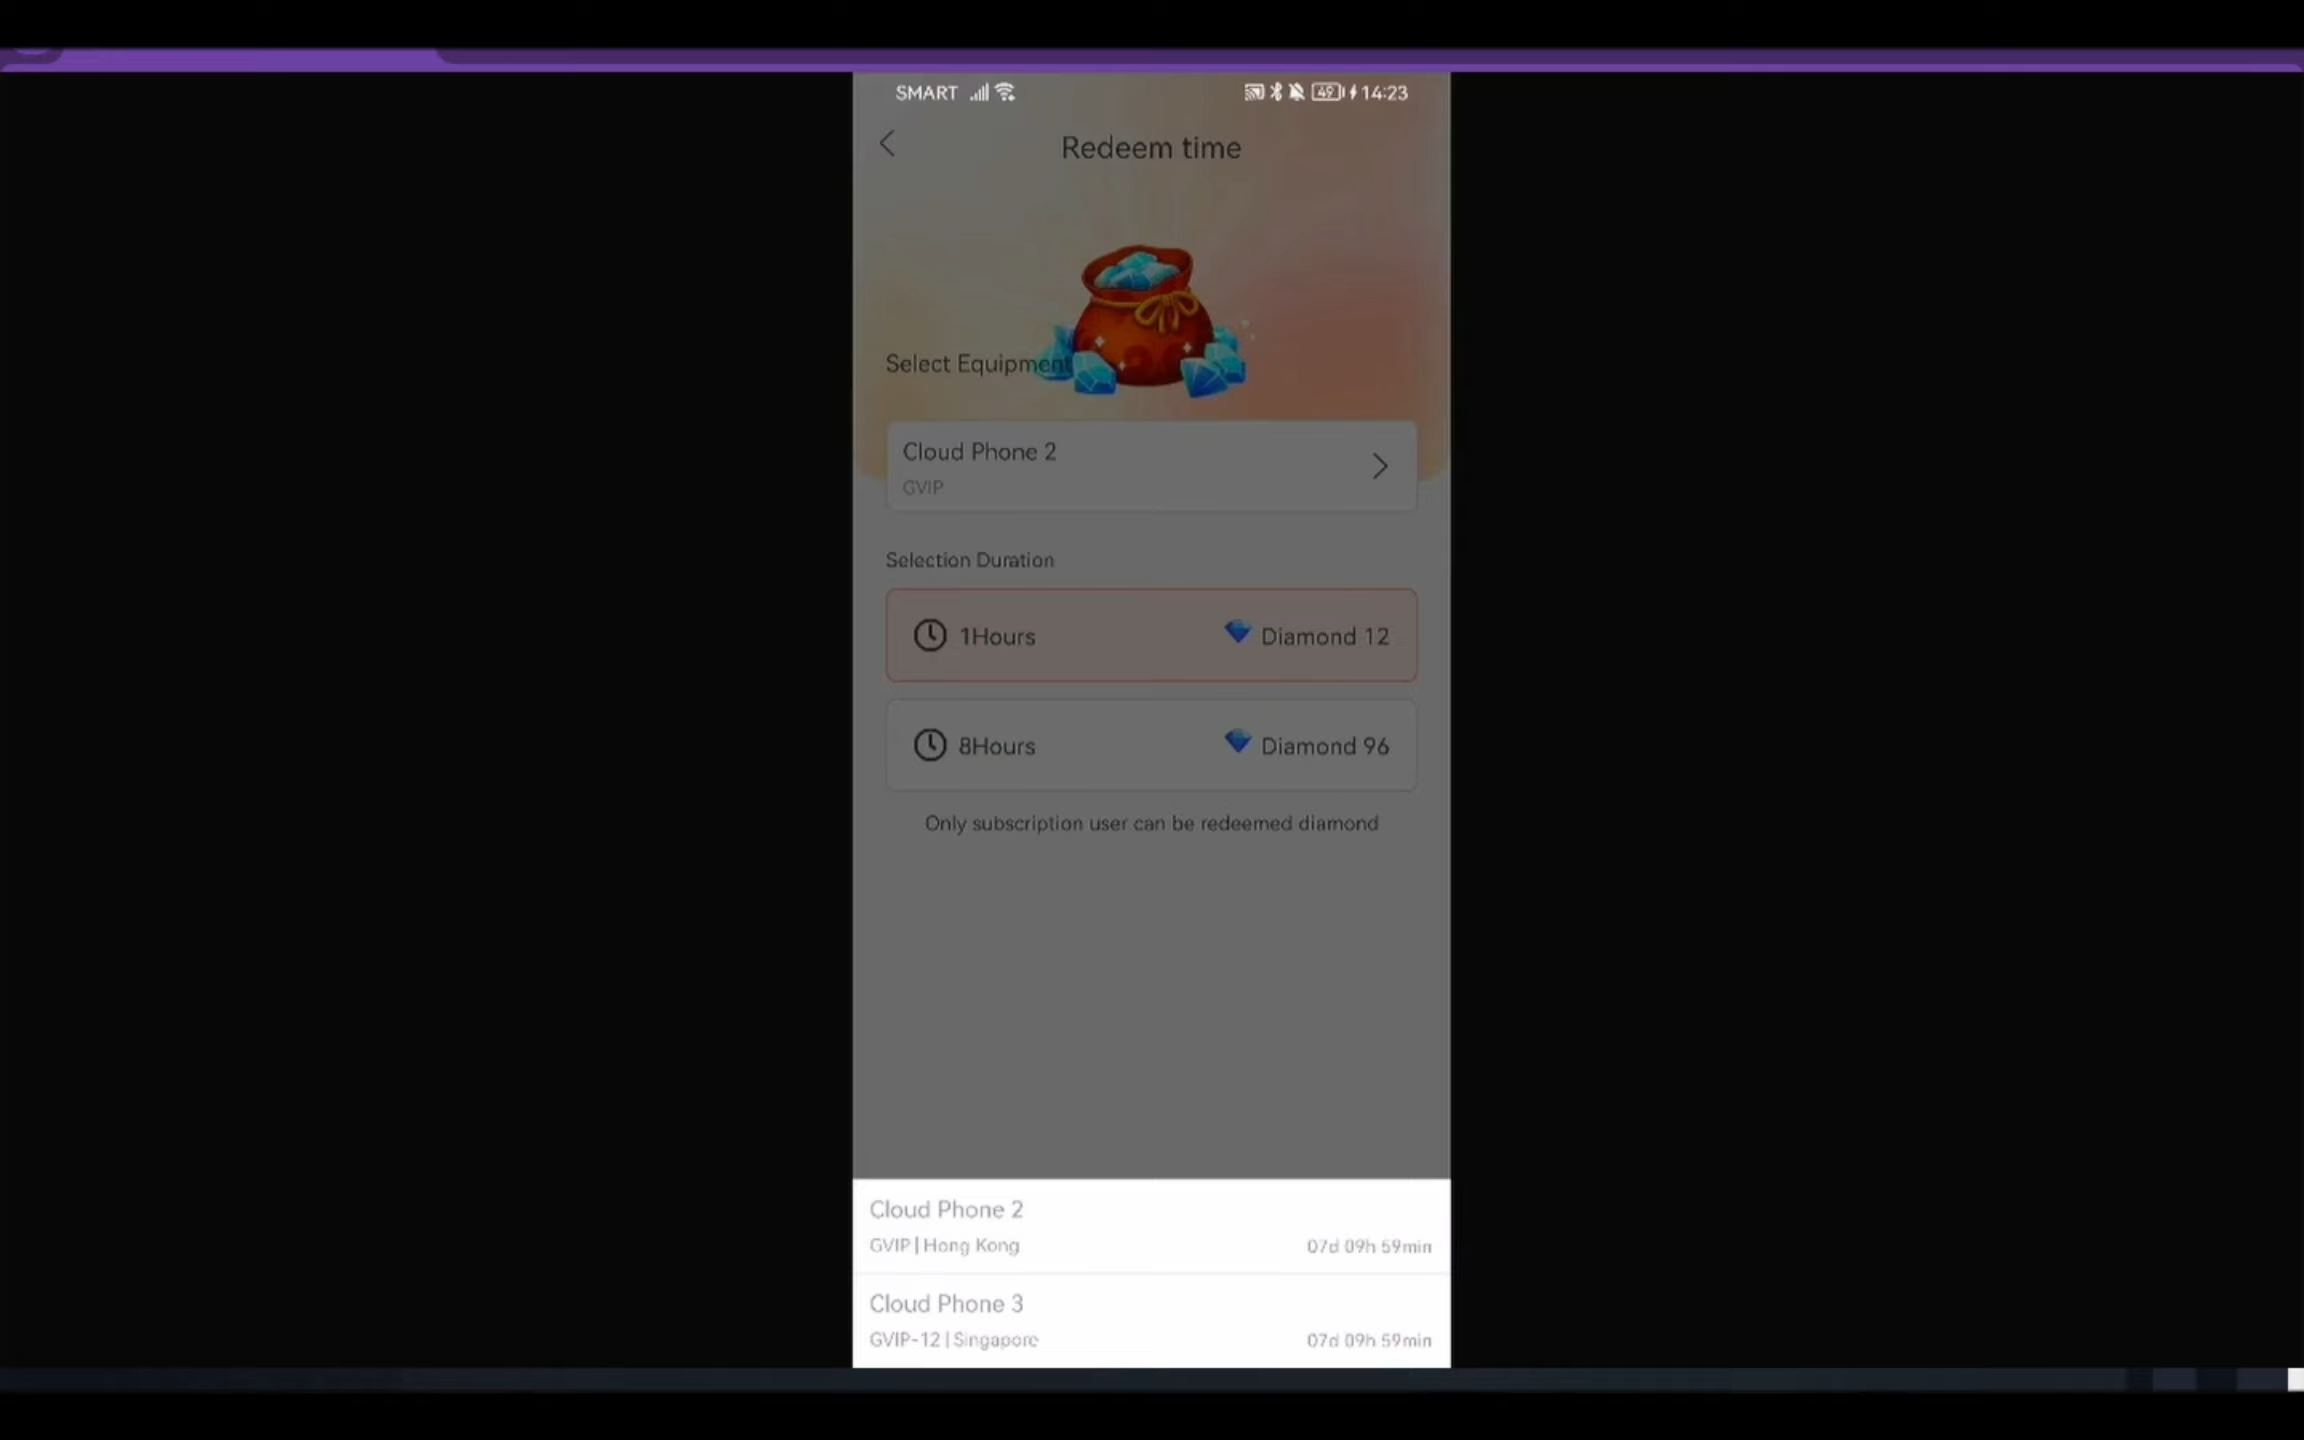 SMART 49 14:23
Redeem time
Select Equipment
Cloud Phone 2
GVIP
Selection Duration
1Hours Diamond 12
8Hours Diamond 96
Only subscription user can be redeemed diamond
Cloud Phone 2
GVIP|Hong Kong 07d 09h 59min
Cloud Phone 3
GVIP-12|Singapore 07d 09h 59min